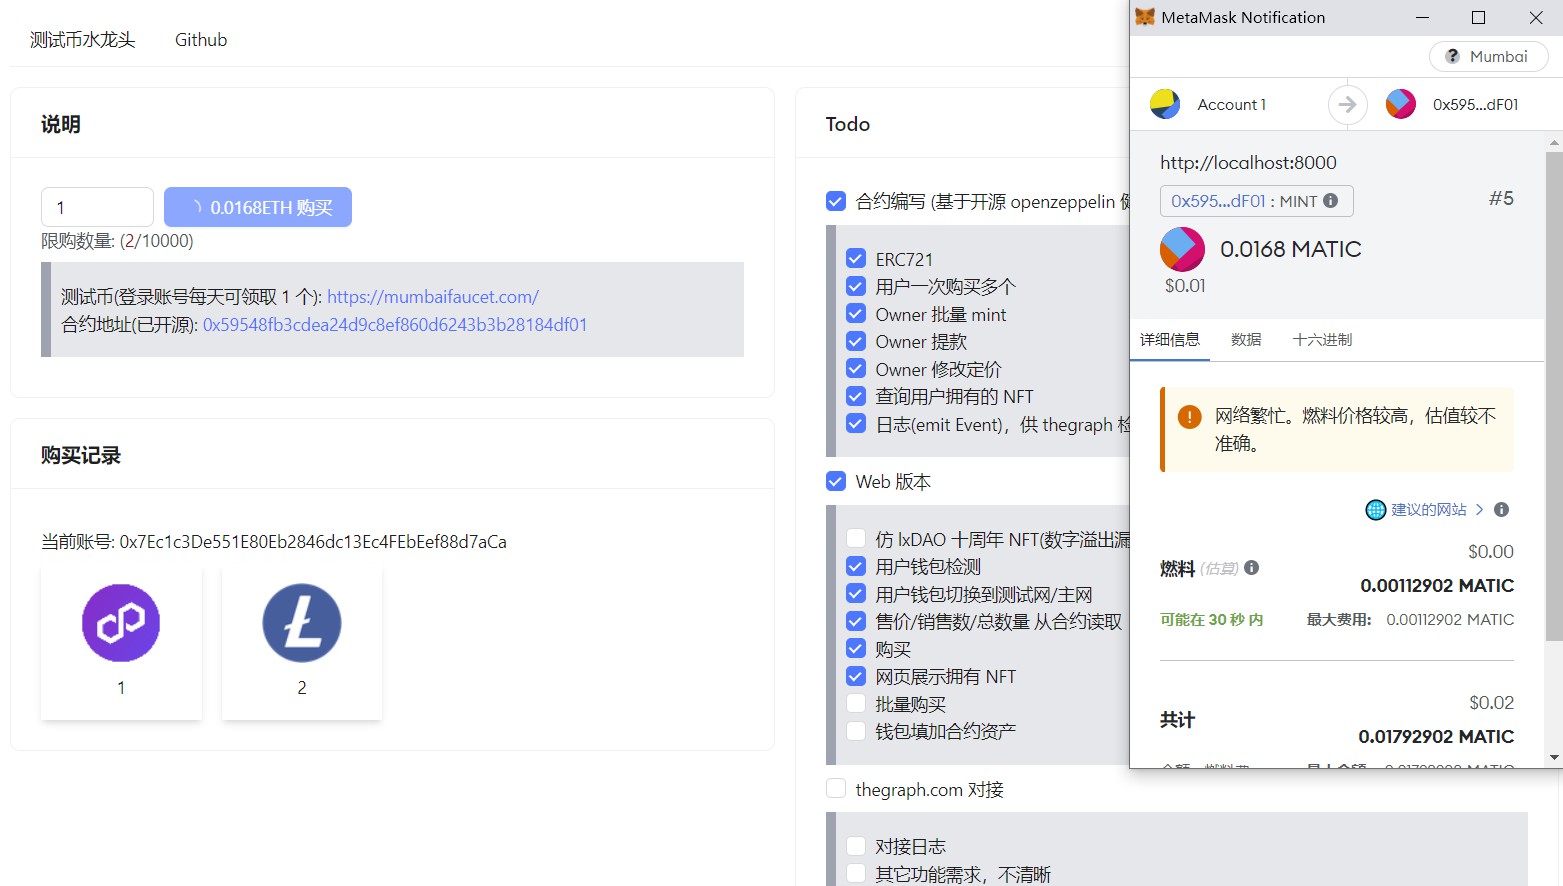 测试币水龙头 Github
说明
1 0.0168ETH 购买
限购数量: (2/10000)
测试币(登录账号每天可领取 1 个): https://mumbaifaucet.com/
合约地址(已开源): 0x59548fb3cdea24d9c8ef860d6243b3b28184df01
购买记录
当前账号: 0x7Ec1c3De551E80Eb2846dc13Ec4FEbEef88d7aCa
1
2
Todo
合约编写 (基于开源 openzeppelin
ERC721
用户一次购买多个
Owner 批量 mint
Owner 提款
Owner 修改定价
查询用户拥有的 NFT
日志(emit Event)，供 thegraph 检
Web 版本
仿 lxDAO 十周年 NFT(数字溢出漏
用户钱包检测
用户钱包切换到测试网/主网
售价/销售数/总数量 从合约读取
购买
网页展示拥有 NFT
批量购买
钱包填加合约资产
thegraph.com 对接
对接日志
其它功能需求，不清晰
MetaMask Notification
Mumbai
Account 1 0x595...dF01
http://localhost:8000
0x595...dF01 : MINT #5
0.0168 MATIC
$0.01
详细信息 数据 十六进制
网络繁忙。燃料价格较高，估值较不
准确。
建议的网站
$0.00
燃料 (估算)
0.00112902 MATIC
可能在 30 秒 内 最大费用: 0.00112902 MATIC
$0.02
共计
0.01792902 MATIC